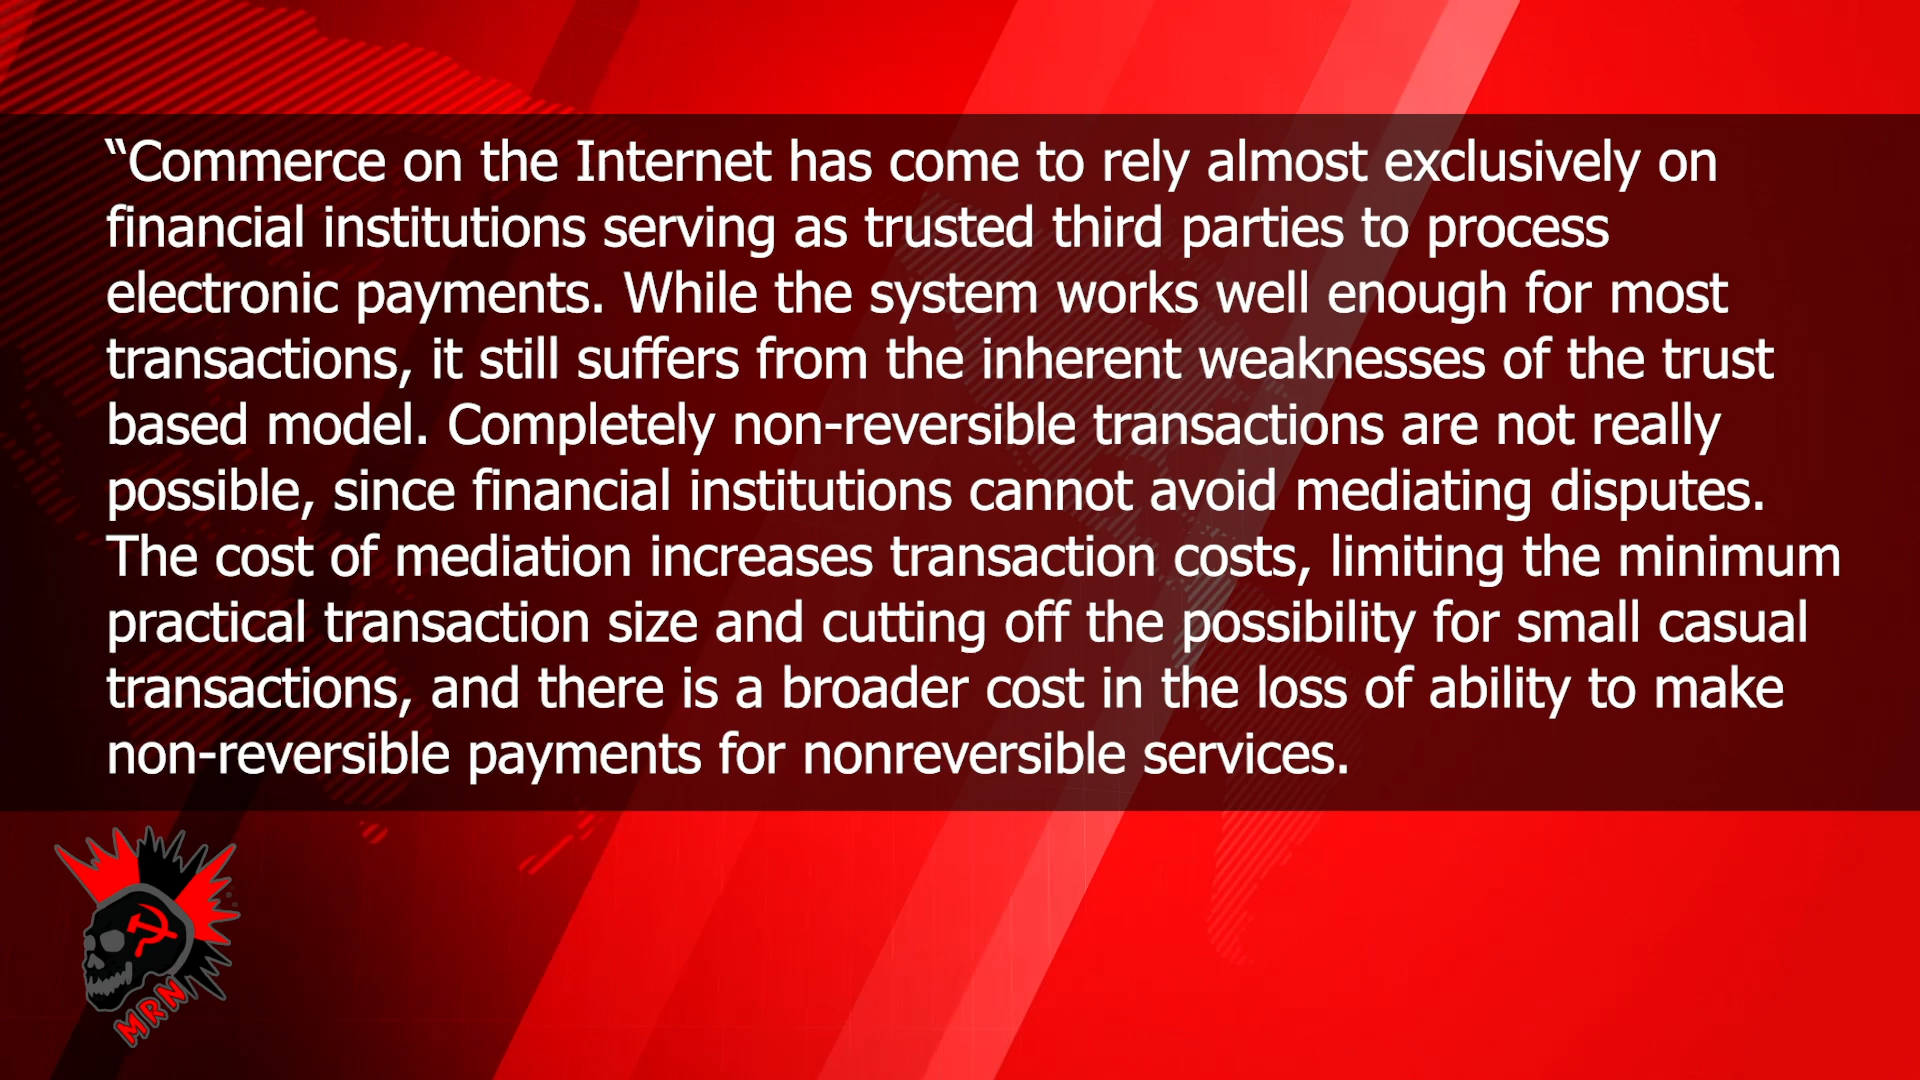 “Commerce on the Internet has come to rely almost exclusively on
financial institutions serving as trusted third parties to process
electronic payments. While the system works well enough for most
transactions, it still suffers from the inherent weaknesses of the trust
based model. Completely non-reversible transactions are not really
possible, since financial institutions cannot avoid mediating disputes.
The cost of mediation increases transaction costs, limiting the minimum
practical transaction size and cutting off the possibility for small casual
transactions, and there is a broader cost in the loss of ability to make
non-reversible payments for nonreversible services.
MRN